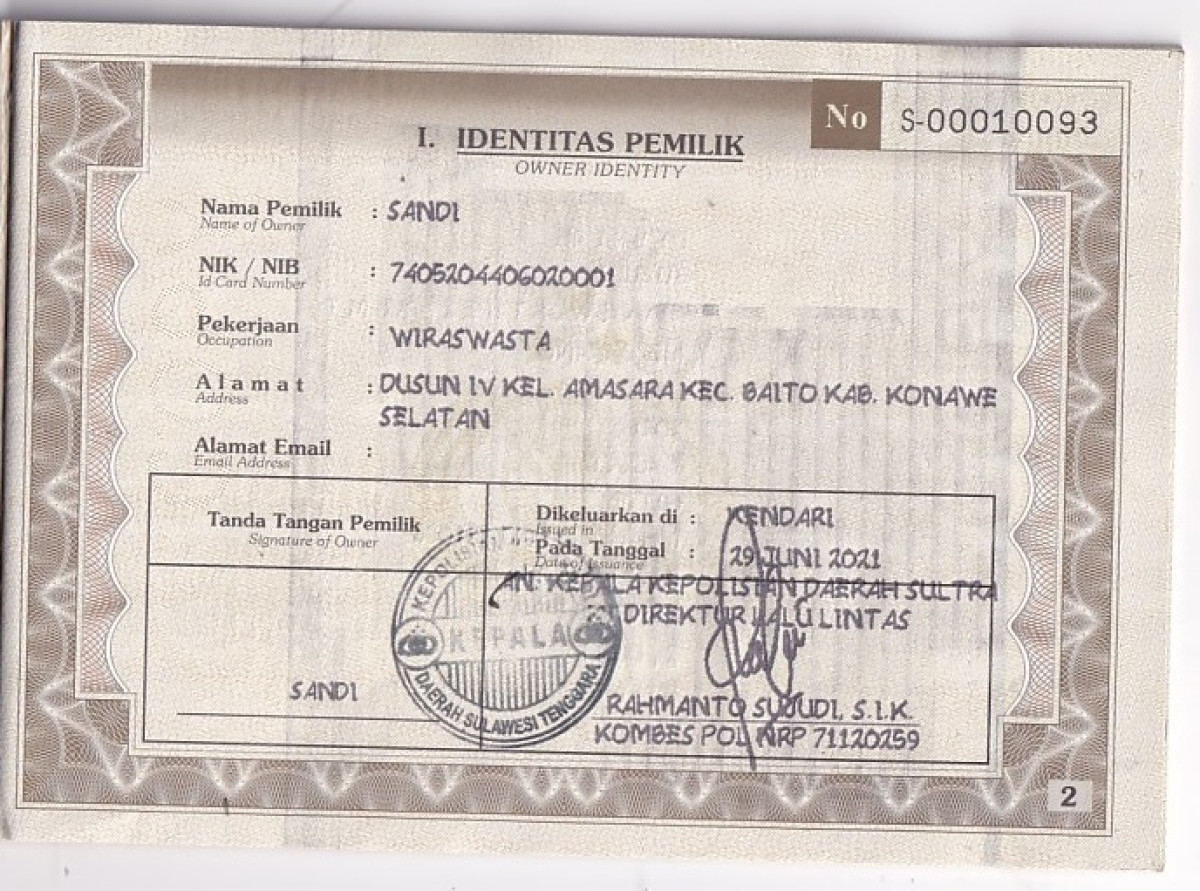 No S-00010093
I. IDENTITAS PEMILIK
OWNER IDENTITY
Nama Pemilik : SANDI
Name of Owner
NIK / NIB : 7405204406020001
Id Card Number
Pekerjaan : WIRASWASTA
Occupation
Alamat : DUSUN IV KEL. AMASARA KEC. BAITO KAB. KONAWE
Address
SELATAN
Alamat Email :
Email Address
Tanda Tangan Pemilik
Signature of Owner
Dikeluarkan di : KENDARI
Issued in
Pada Tanggal : 29 JUNI 2021
Date of Issuance
AN. KEPALA KEPOLISIAN DAERAH SULTRA
DIREKTUR LALU LINTAS
KEPALA
DAERAH SULAWESI TENGGARA
SANDI
RAHMANTO SUJUDI, S.I.K.
KOMBES POL NRP 71120259
2